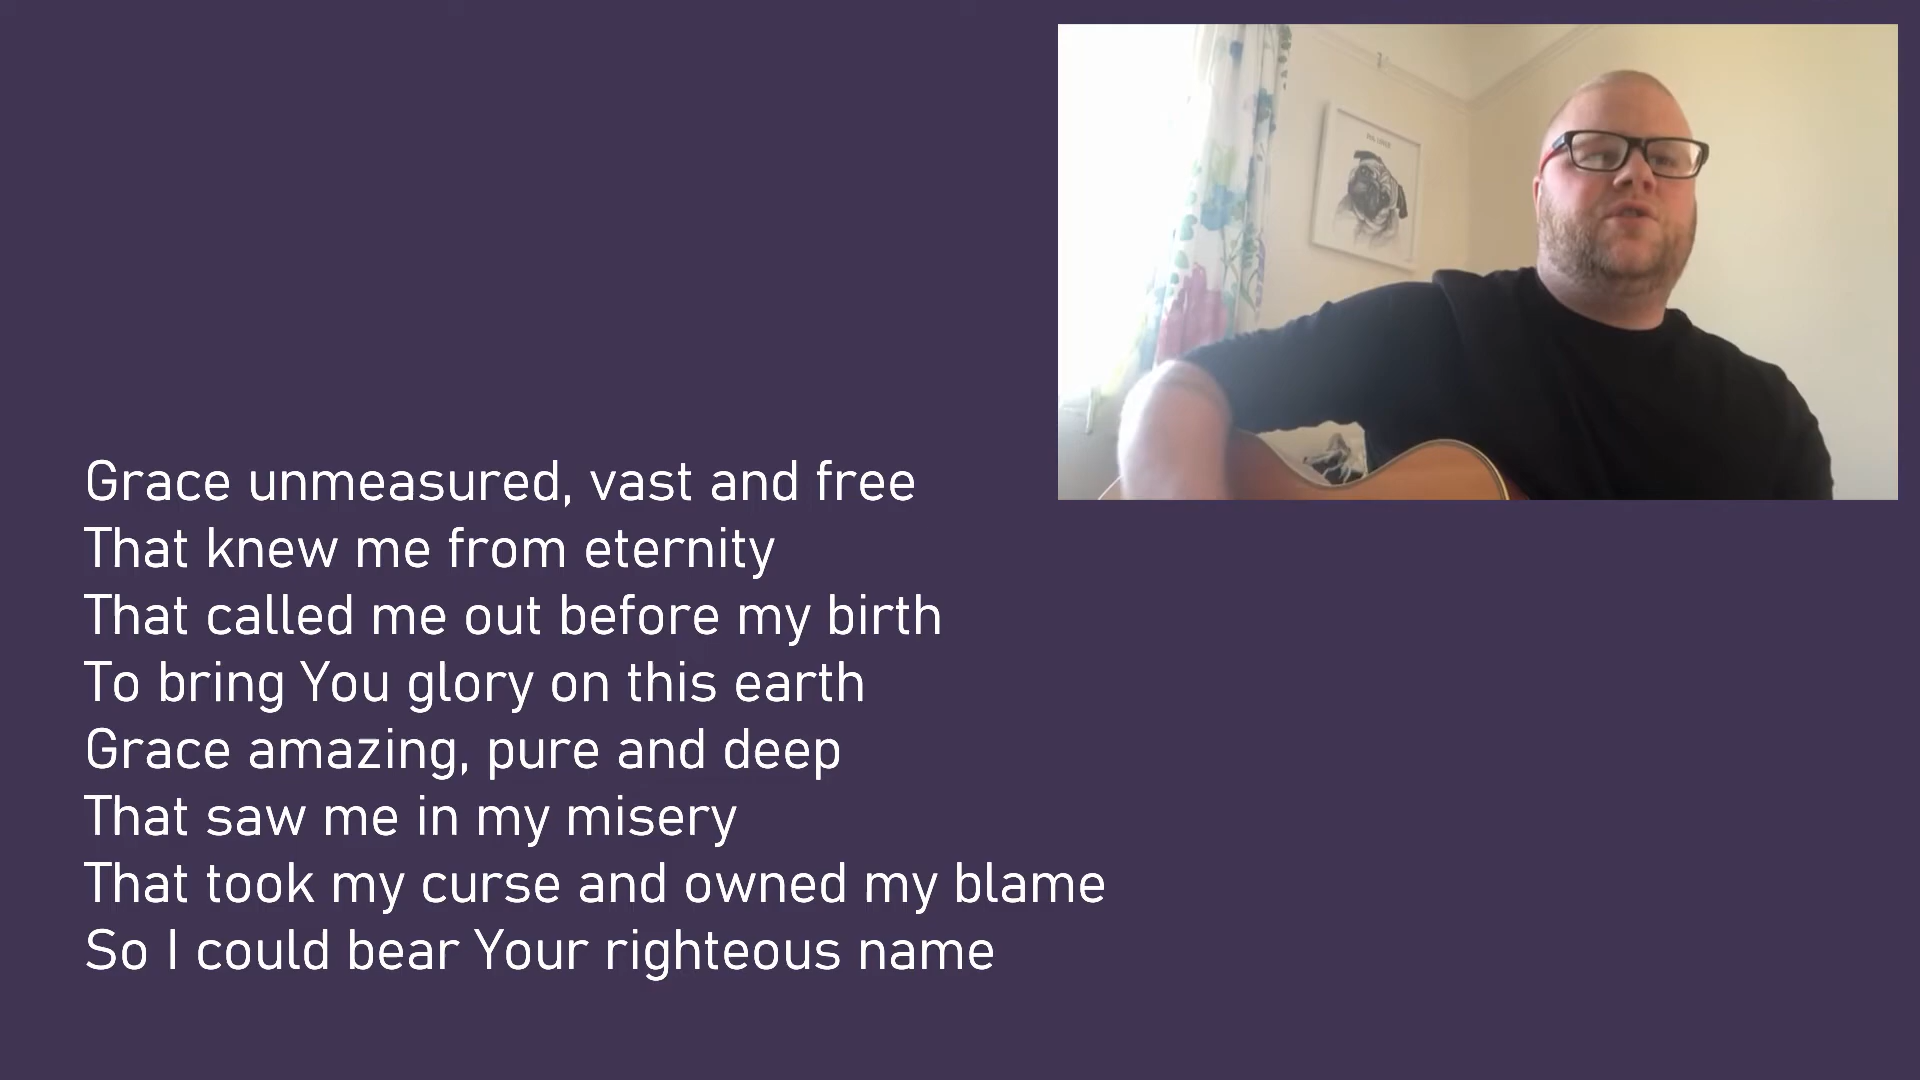 Grace unmeasured, vast and free
That knew me from eternity
That called me out before my birth
To bring You glory on this earth
Grace amazing, pure and deep
That saw me in my misery
That took my curse and owned my blame
So I could bear Your righteous name